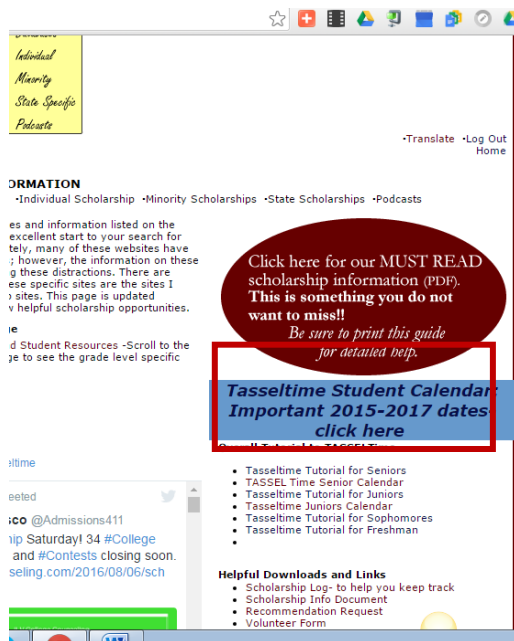 Individual
Minority
State Specific
Podcasts
•Translate •Log Out
Home
ORMATION
•Individual Scholarship •Minority Scholarships •State Scholarships •Podcasts
es and information listed on the
excellent start to your search for
tely, many of these websites have
; however, the information on these
g these distractions. There are
ese specific sites are the sites I
sites. This page is updated
w helpful scholarship opportunities.
Click here for our MUST READ
scholarship information (PDF).
This is something you do not
want to miss!!
Be sure to print this guide
for detailed help.
ue
d Student Resources -Scroll to the
ge to see the grade level specific
Tasseltime Student Calendar:
Important 2015-2017 dates-
click here
Overall Tutorial to TASSELTime
• Tasseltime Tutorial for Seniors
• TASSEL Time Senior Calendar
• Tasseltime Tutorial for Juniors
• Tasseltime Juniors Calendar
• Tasseltime Tutorial for Sophomores
• Tasseltime Tutorial for Freshman
•
eltime
eeted
sco @Admissions411
ip Saturday! 34 #College
and #Contests closing soon.
seling.com/2016/08/06/sch
Helpful Downloads and Links
• Scholarship Log- to help you keep track
• Scholarship Info Document
• Recommendation Request
• Volunteer Form